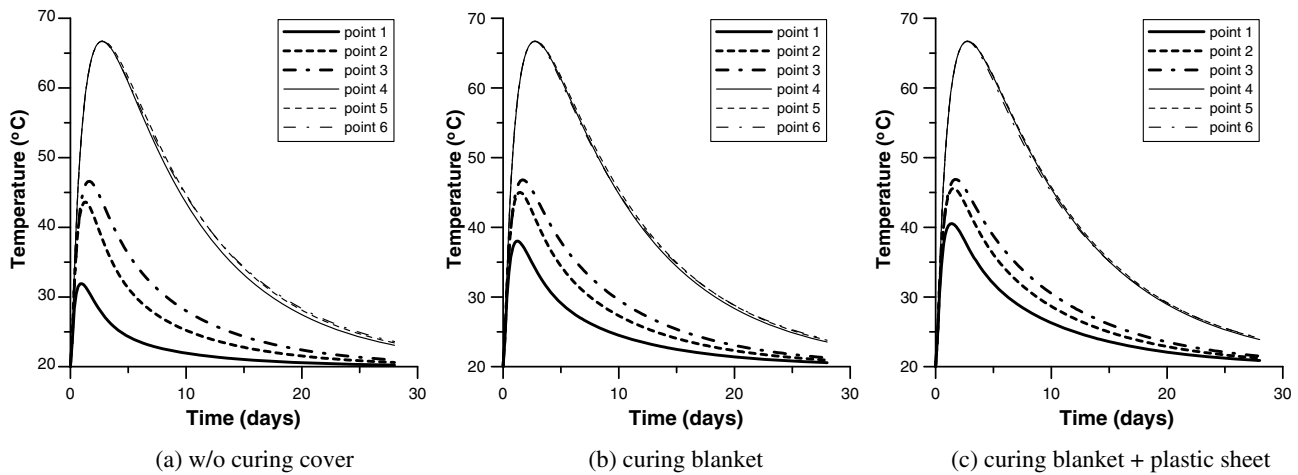 70
60
50
40
30
20
Temperature (°C)
0
10
20
30
Time (days)
point 1
point 2
point 3
point 4
point 5
point 6
(a) w/o curing cover
70
60
50
40
30
20
Temperature (°C)
0
10
20
30
Time (days)
point 1
point 2
point 3
point 4
point 5
point 6
(b) curing blanket
70
60
50
40
30
20
Temperature (°C)
0
10
20
30
Time (days)
point 1
point 2
point 3
point 4
point 5
point 6
(c) curing blanket + plastic sheet